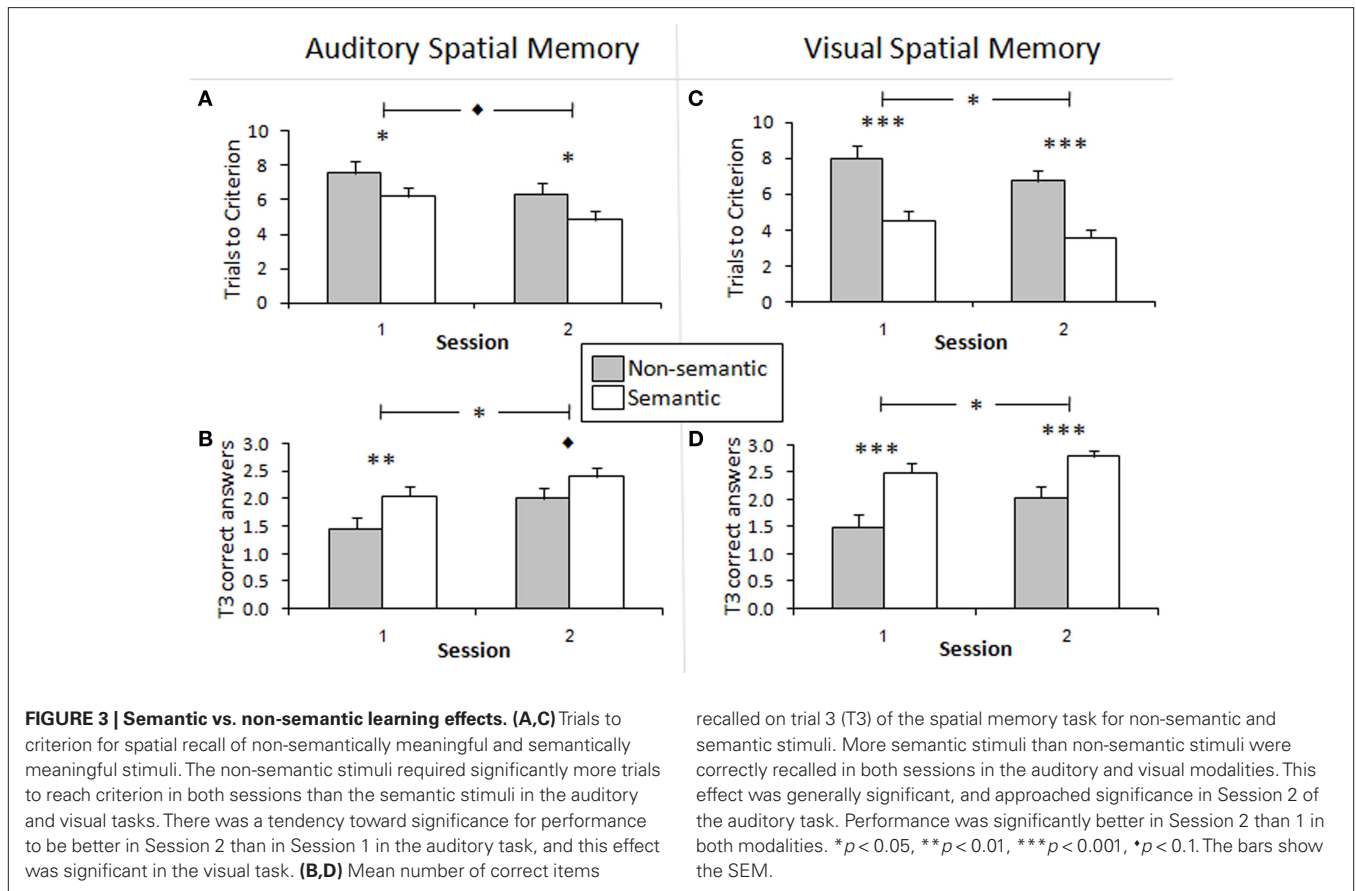 Auditory Spatial Memory
Visual Spatial Memory
A
♦
*
*
10
8
6
4
2
0
Trials to Criterion
1
2
Session
C
*
***
***
10
8
6
4
2
0
Trials to Criterion
1
2
Session
Non-semantic
Semantic
B
*
**
♦
3.0
2.5
2.0
1.5
1.0
0.5
0.0
T3 correct answers
1
2
Session
D
*
***
***
3.0
2.5
2.0
1.5
1.0
0.5
0.0
T3 correct answers
1
2
Session
FIGURE 3 | Semantic vs. non-semantic learning effects. (A,C) Trials to
criterion for spatial recall of non-semantically meaningful and semantically
meaningful stimuli. The non-semantic stimuli required significantly more trials
to reach criterion in both sessions than the semantic stimuli in the auditory
and visual tasks. There was a tendency toward significance for performance
to be better in Session 2 than in Session 1 in the auditory task, and this effect
was significant in the visual task. (B,D) Mean number of correct items
recalled on trial 3 (T3) of the spatial memory task for non-semantic and
semantic stimuli. More semantic stimuli than non-semantic stimuli were
correctly recalled in both sessions in the auditory and visual modalities. This
effect was generally significant, and approached significance in Session 2 of
the auditory task. Performance was significantly better in Session 2 than 1 in
both modalities. *p < 0.05, **p < 0.01, ***p < 0.001, ♦p < 0.1. The bars show
the SEM.